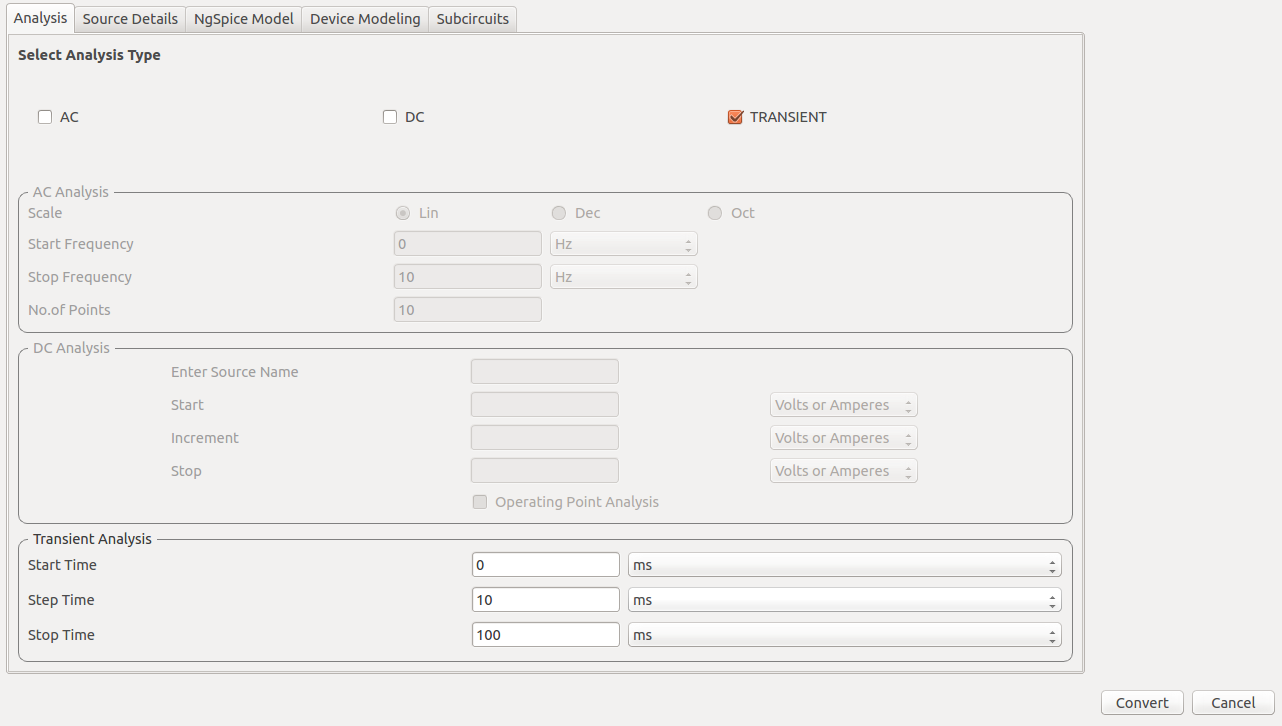 Analysis Source Details NgSpice Model Device Modeling Subcircuits
Select Analysis Type
AC DC TRANSIENT
AC Analysis
Scale Lin Dec Oct
Start Frequency 0 Hz
Stop Frequency 10 Hz
No.of Points 10
DC Analysis
Enter Source Name
Start Volts or Amperes
Increment Volts or Amperes
Stop Volts or Amperes
Operating Point Analysis
Transient Analysis
Start Time 0 ms
Step Time 10 ms
Stop Time 100 ms
Convert Cancel